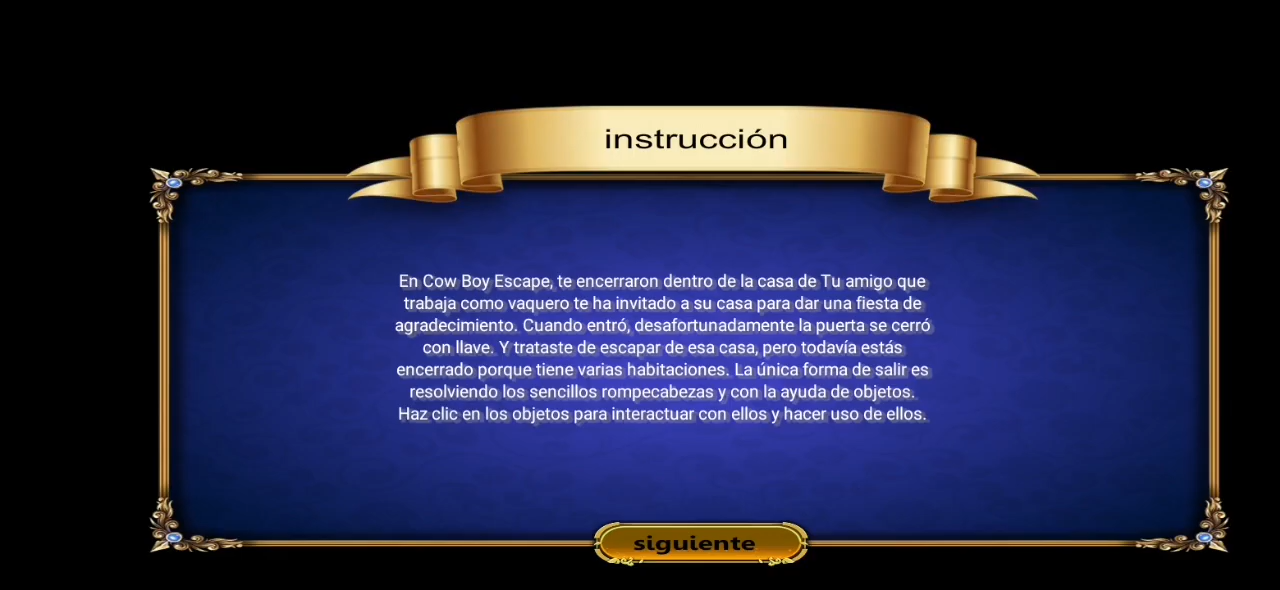 instrucción
En Cow Boy Escape, te encerraron dentro de la casa de Tu amigo que
trabaja como vaquero te ha invitado a su casa para dar una fiesta de
agradecimiento. Cuando entró, desafortunadamente la puerta se cerró
con llave. Y trataste de escapar de esa casa, pero todavía estás
encerrado porque tiene varias habitaciones. La única forma de salir es
resolviendo los sencillos rompecabezas y con la ayuda de objetos.
Haz clic en los objetos para interactuar con ellos y hacer uso de ellos.
siguiente